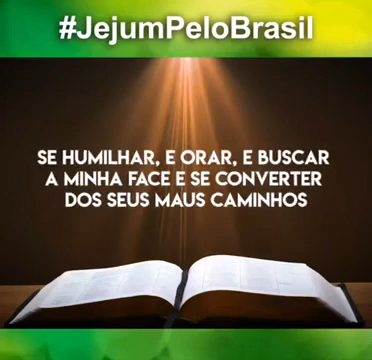 #JejumPeloBrasil
SE HUMILHAR, E ORAR, E BUSCAR
A MINHA FACE E SE CONVERTER
DOS SEUS MAUS CAMINHOS